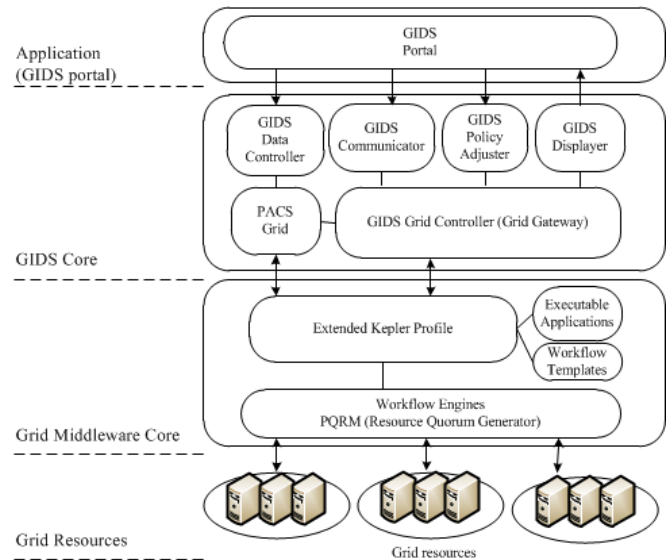 GIDS
Portal
Application
(GIDS portal)
GIDS
Data
Controller
GIDS
Communicator
GIDS
Policy
Adjuster
GIDS
Displayer
PACS
Grid
GIDS Grid Controller (Grid Gateway)
GIDS Core
Extended Kepler Profile
Executable
Applications
Workflow
Templates
Workflow Engines
PQRM (Resource Quorum Generator)
Grid Middleware Core
Grid Resources
Grid resources